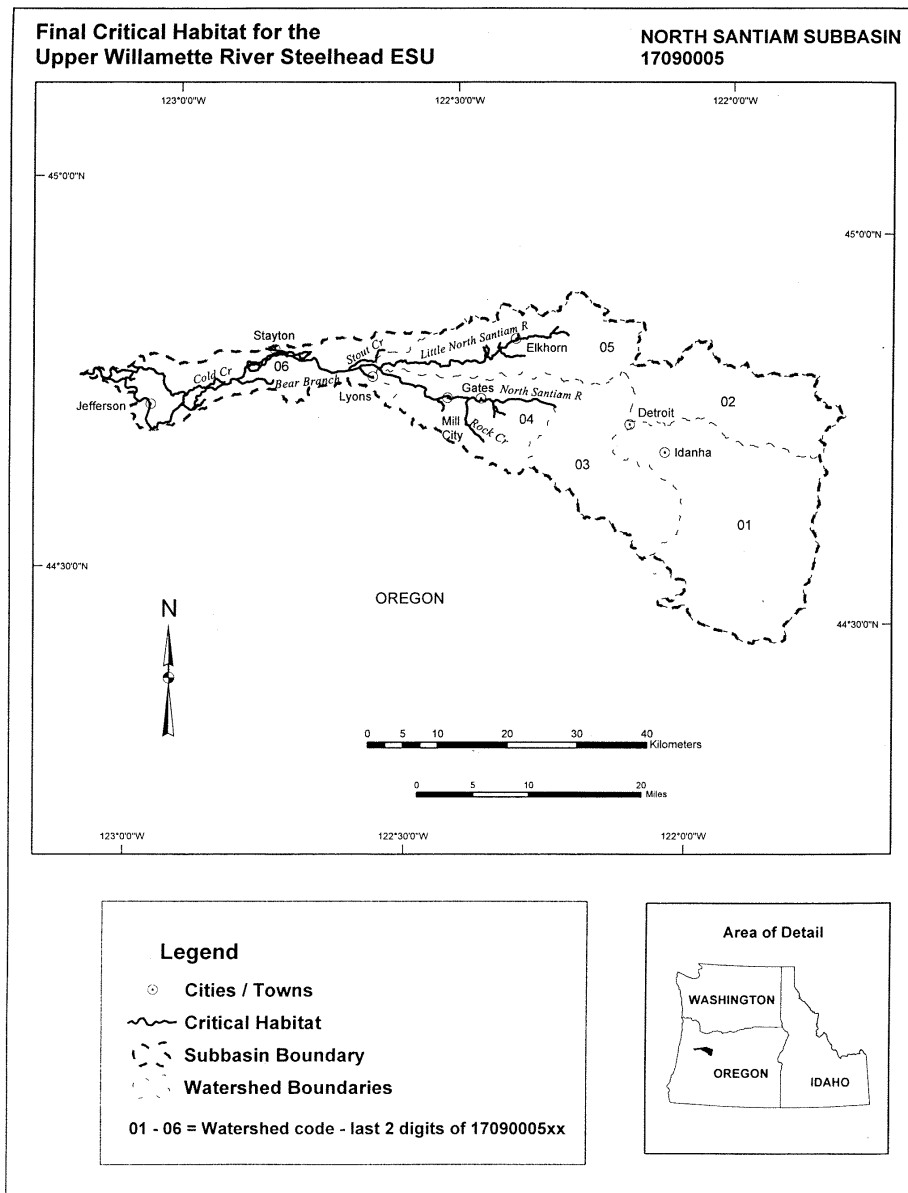 Final Critical Habitat for the
Upper Willamette River Steelhead ESU
NORTH SANTIAM SUBBASIN
17090005
123°0'0"W
122°30'0"W
122°0'0"W
45°0'0"N
45°0'0"N
Stayton
Stout Cr
Little North Santiam R
Elkhorn
05
Cold Cr
06
Bear Branch
Lyons
Gates
North Santiam R
02
Jefferson
Mill
City
Rock Cr
04
Detroit
Idanha
03
01
44°30'0"N
OREGON
44°30'0"N
N
0 5 10 20 30 40
Kilometers
0 5 10 20
Miles
123°0'0"W
122°30'0"W
122°0'0"W
Legend
Cities / Towns
Critical Habitat
Subbasin Boundary
Watershed Boundaries
01 - 06 = Watershed code - last 2 digits of 17090005xx
Area of Detail
WASHINGTON
OREGON
IDAHO